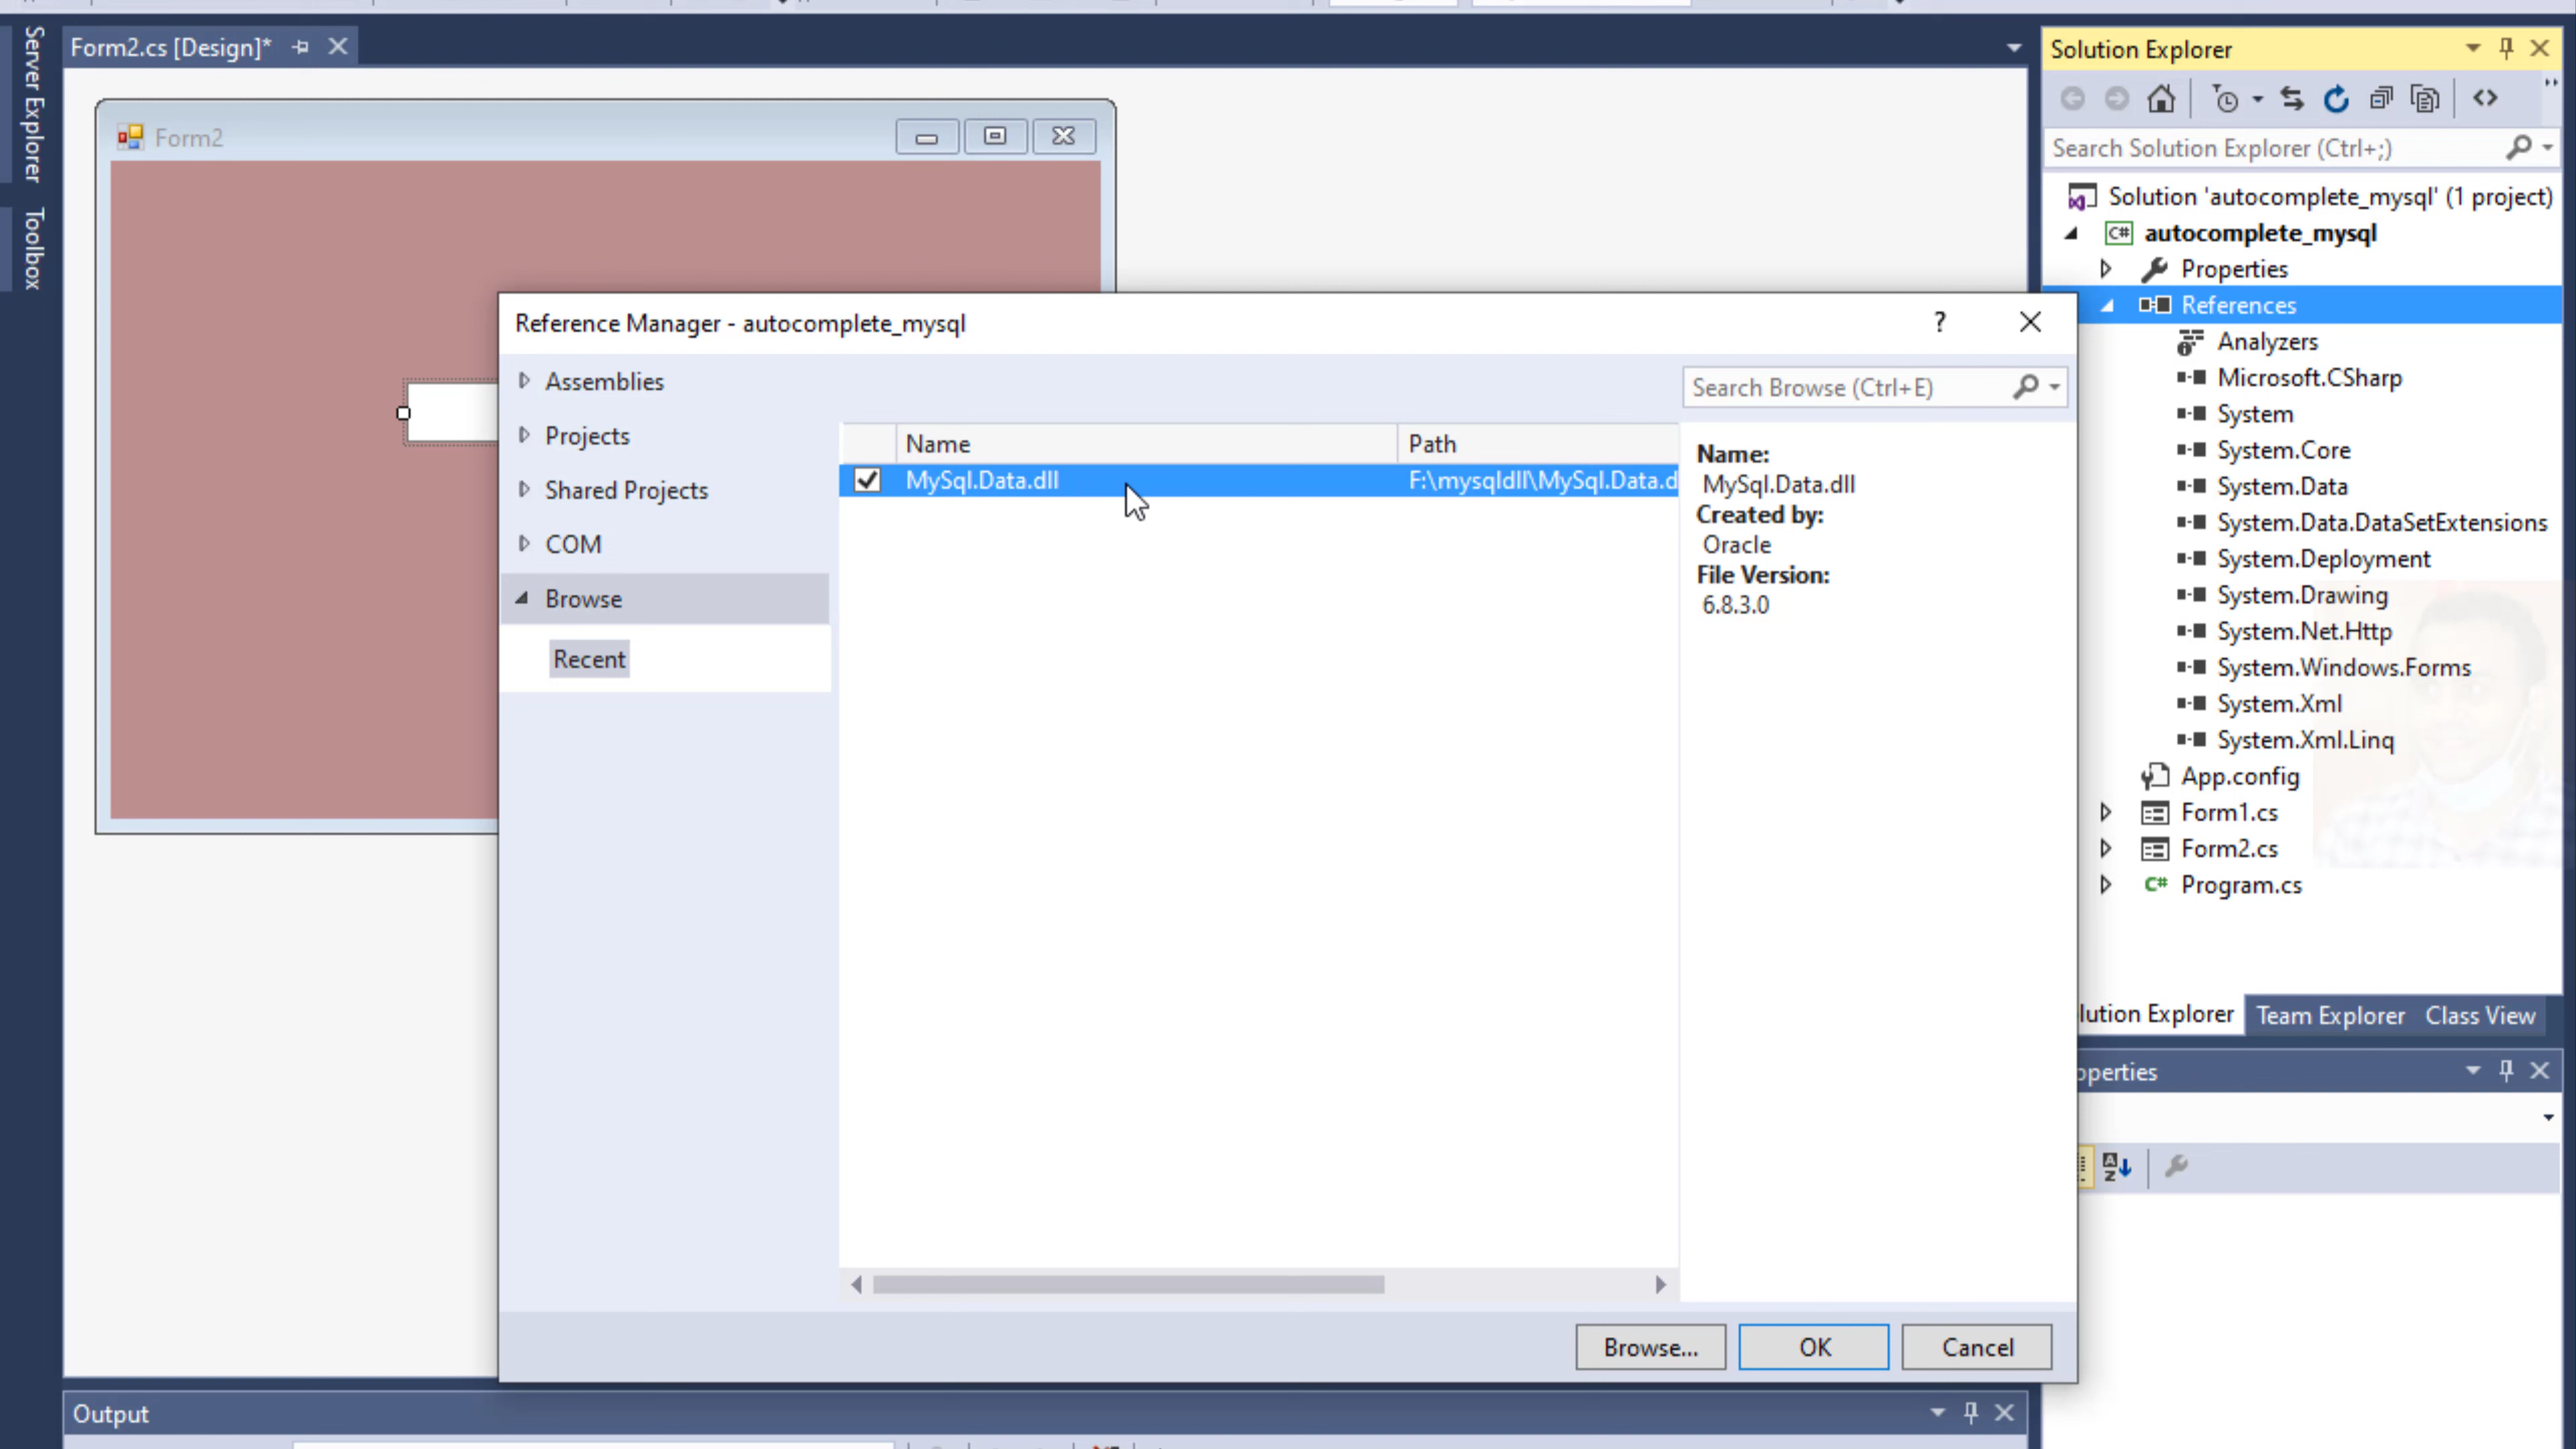 Server Explorer
Toolbox
Form2.cs [Design]*
Form2
Reference Manager - autocomplete_mysql
?
Assemblies
Projects
Shared Projects
COM
Browse
Recent
Search Browse (Ctrl+E)
Name
Path
MySql.Data.dll
F:\mysqldll\MySql.Data.d
Name:
MySql.Data.dll
Created by:
Oracle
File Version:
6.8.3.0
Browse...
OK
Cancel
Output
Solution Explorer
Search Solution Explorer (Ctrl+;)
Solution 'autocomplete_mysql' (1 project)
C# autocomplete_mysql
Properties
References
Analyzers
Microsoft.CSharp
System
System.Core
System.Data
System.Data.DataSetExtensions
System.Deployment
System.Drawing
System.Net.Http
System.Windows.Forms
System.Xml
System.Xml.Linq
App.config
Form1.cs
Form2.cs
C# Program.cs
lution Explorer
Team Explorer
Class View
operties